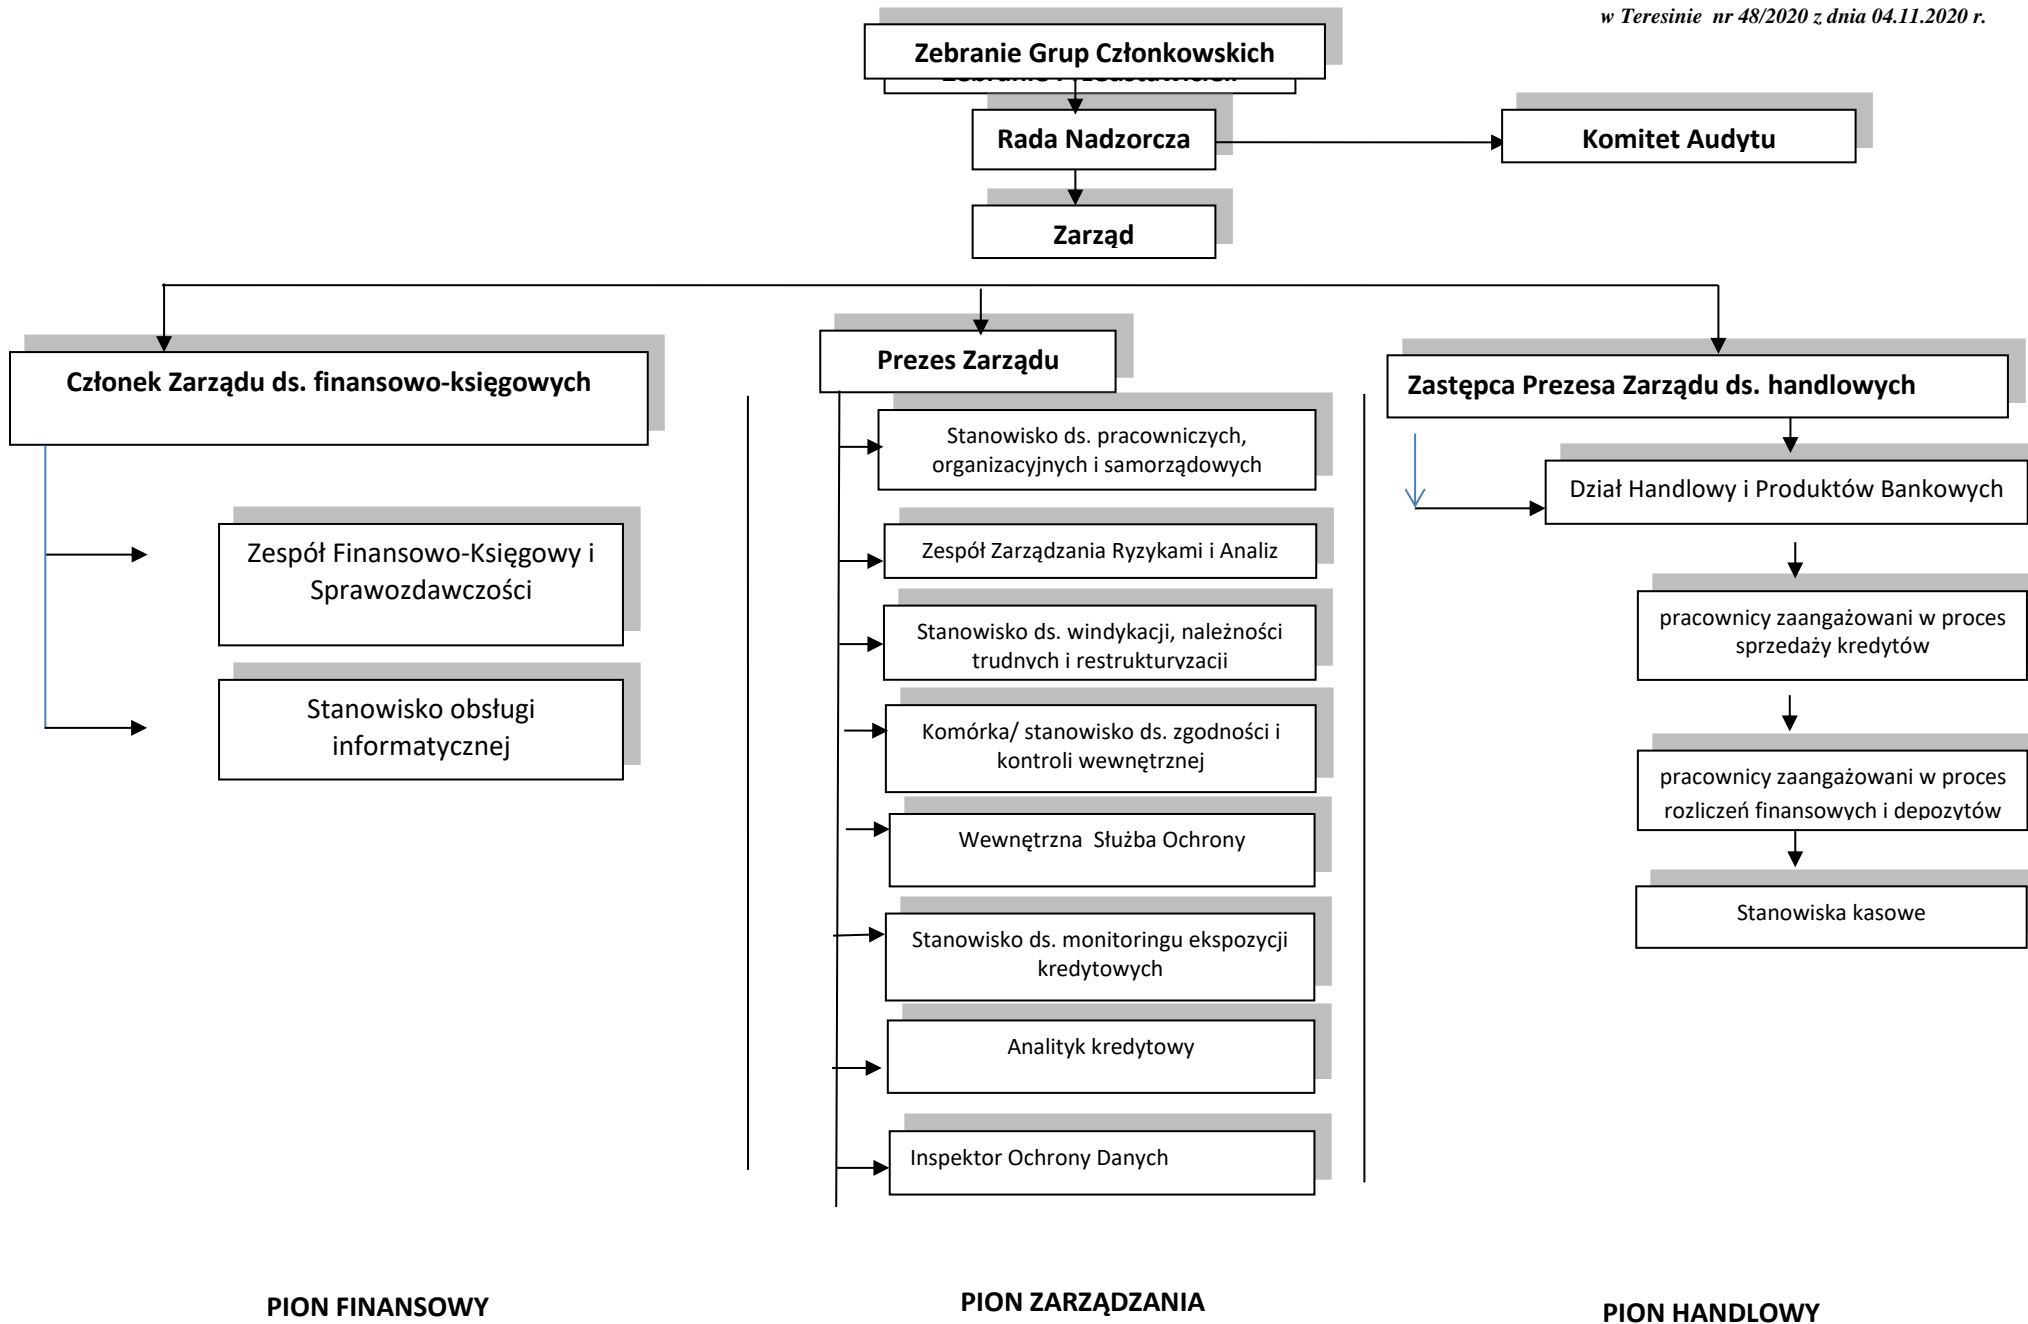 w Teresinie nr 48/2020 z dnia 04.11.2020 r.
Zebranie Grup Członkowskich
Rada Nadzorcza
Komitet Audytu
Zarząd
Członek Zarządu ds. finansowo-księgowych
Prezes Zarządu
Zastępca Prezesa Zarządu ds. handlowych
Zespół Finansowo-Księgowy i
Sprawozdawczości
Stanowisko obsługi
informatycznej
Stanowisko ds. pracowniczych,
organizacyjnych i samorządowych
Zespół Zarządzania Ryzykami i Analiz
Stanowisko ds. windykacji, należności
trudnych i restrukturyzacji
Komórka/ stanowisko ds. zgodności i
kontroli wewnętrznej
Wewnętrzna Służba Ochrony
Stanowisko ds. monitoringu ekspozycji
kredytowych
Analityk kredytowy
Inspektor Ochrony Danych
Dział Handlowy i Produktów Bankowych
pracownicy zaangażowani w proces
sprzedaży kredytów
pracownicy zaangażowani w proces
rozliczeń finansowych i depozytów
Stanowiska kasowe
PION FINANSOWY
PION ZARZĄDZANIA
PION HANDLOWY